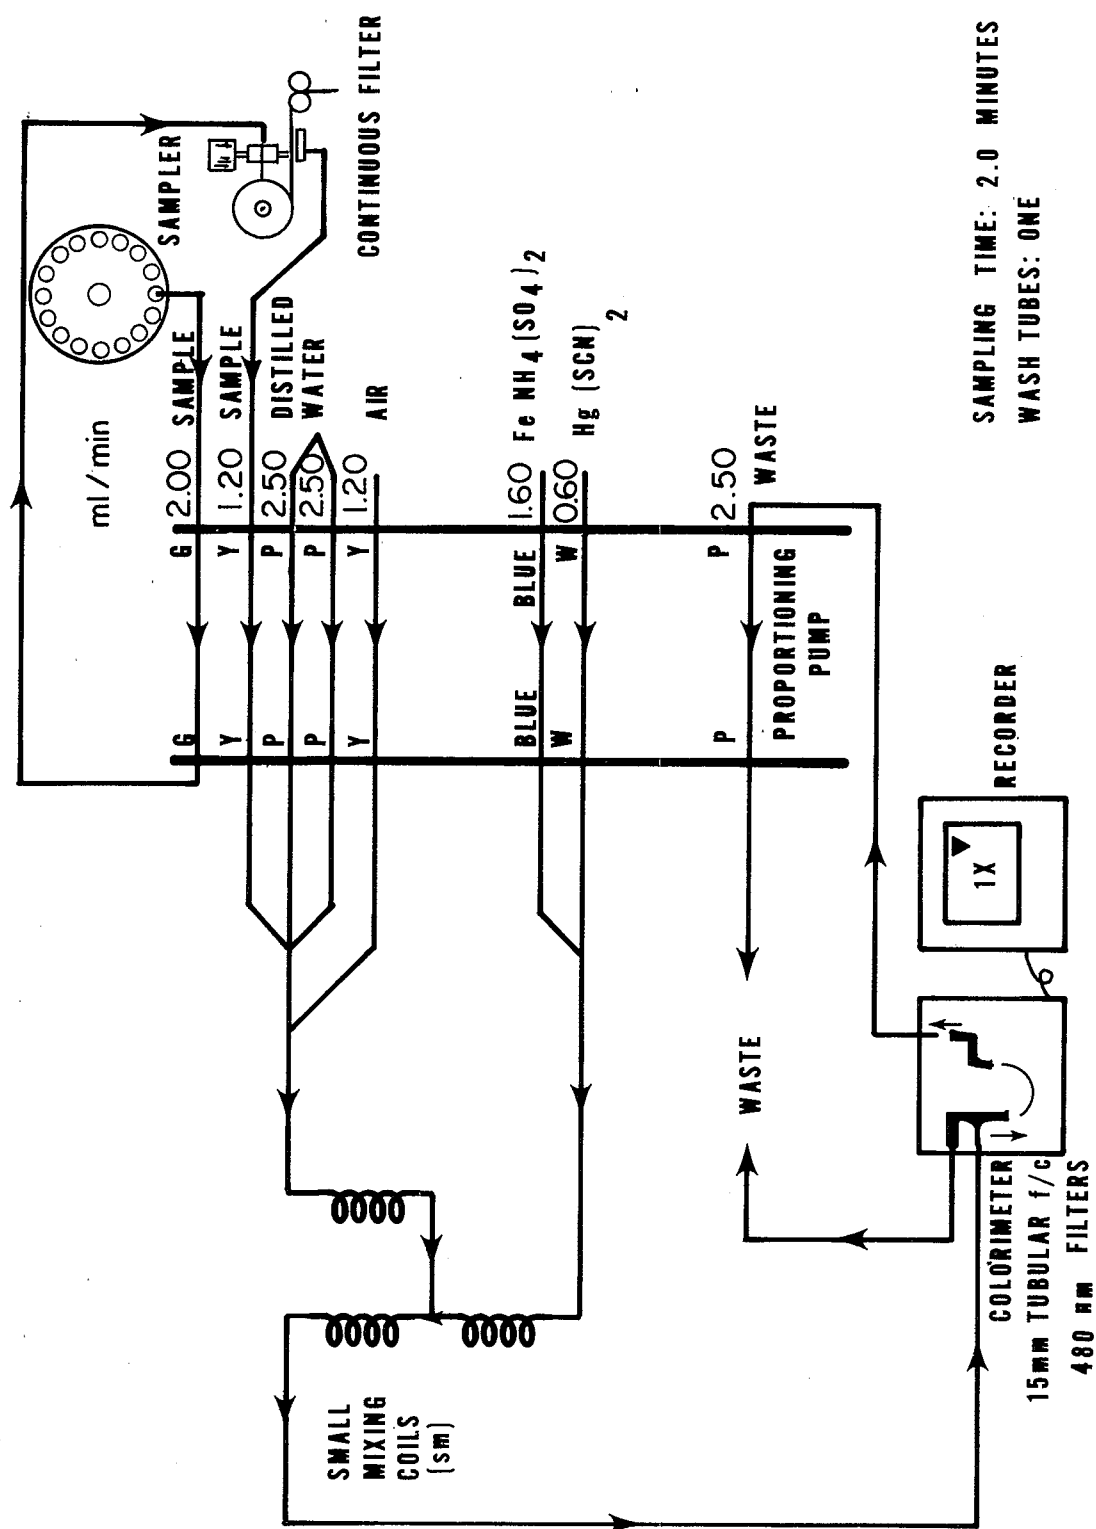 ml/min
SAMPLER
CONTINUOUS FILTER
G 2.00 SAMPLE
Y 1.20 SAMPLE
P 2.50 DISTILLED
P 2.50 WATER
Y 1.20 AIR
BLUE 1.60 Fe NH4(SO4)2
W 0.60 Hg (SCN)2
P 2.50 WASTE
G
Y
P
P
Y
BLUE
W
P
PROPORTIONING
PUMP
SMALL
MIXING
COILS
(sm)
WASTE
RECORDER
1X
COLORIMETER
15mm TUBULAR f/c
480 nm FILTERS
SAMPLING TIME: 2.0 MINUTES
WASH TUBES: ONE